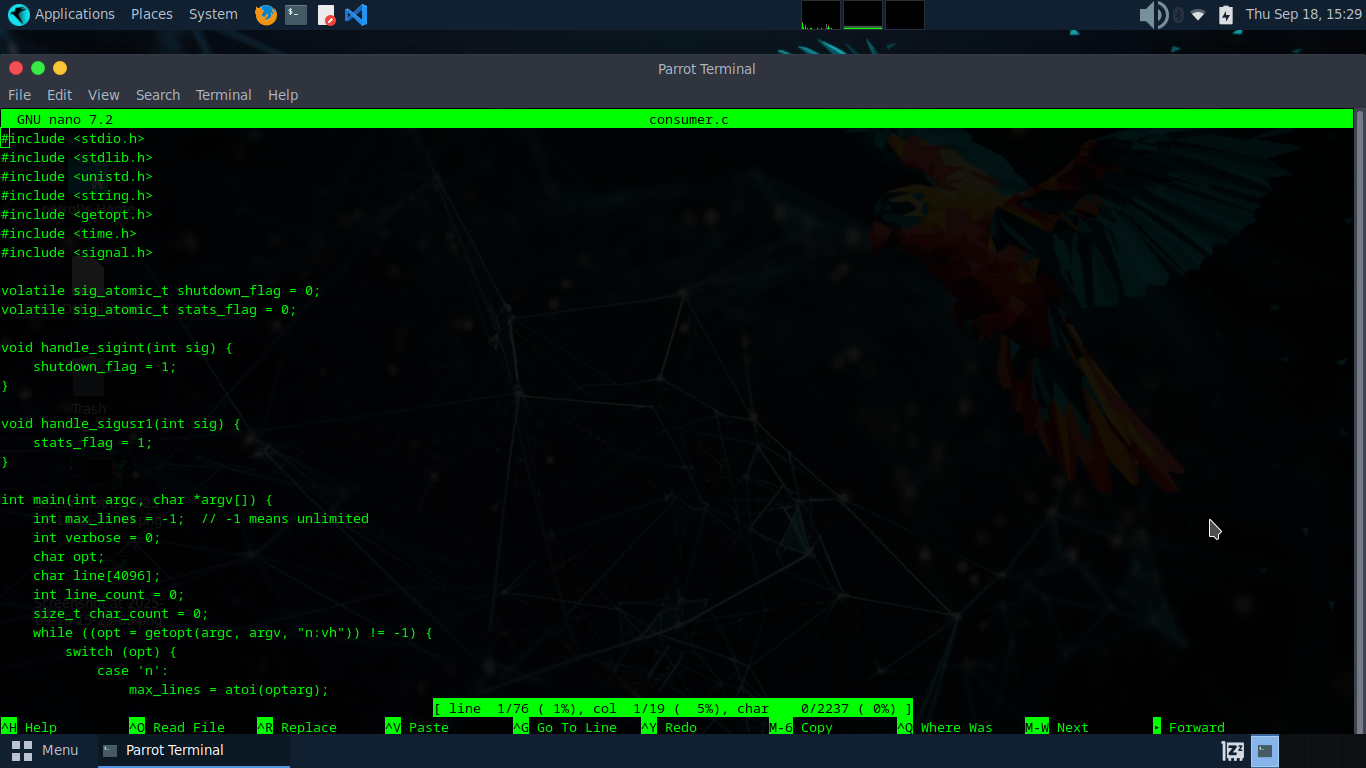 Applications Places System Thu Sep 18, 15:29
Parrot Terminal
File Edit View Search Terminal Help
GNU nano 7.2 consumer.c
#include <stdio.h>
#include <stdlib.h>
#include <unistd.h>
#include <string.h>
#include <getopt.h>
#include <time.h>
#include <signal.h>
volatile sig_atomic_t shutdown_flag = 0;
volatile sig_atomic_t stats_flag = 0;
void handle_sigint(int sig) {
    shutdown_flag = 1;
}
Trash
void handle_sigusr1(int sig) {
    stats_flag = 1;
}
int main(int argc, char *argv[]) {
    int max_lines = -1;  // -1 means unlimited
    int verbose = 0;
    char opt;
    char line[4096];
    int line_count = 0;
    size_t char_count = 0;
    while ((opt = getopt(argc, argv, "n:vh")) != -1) {
        switch (opt) {
            case 'n':
                max_lines = atoi(optarg);
[ line  1/76 ( 1%), col  1/19 (  5%), char    0/2237 ( 0%) ]
^H Help ^O Read File ^R Replace ^V Paste ^G Go To Line ^Y Redo M-6 Copy ^Q Where Was M-W Next ▸ Forward
Menu Parrot Terminal